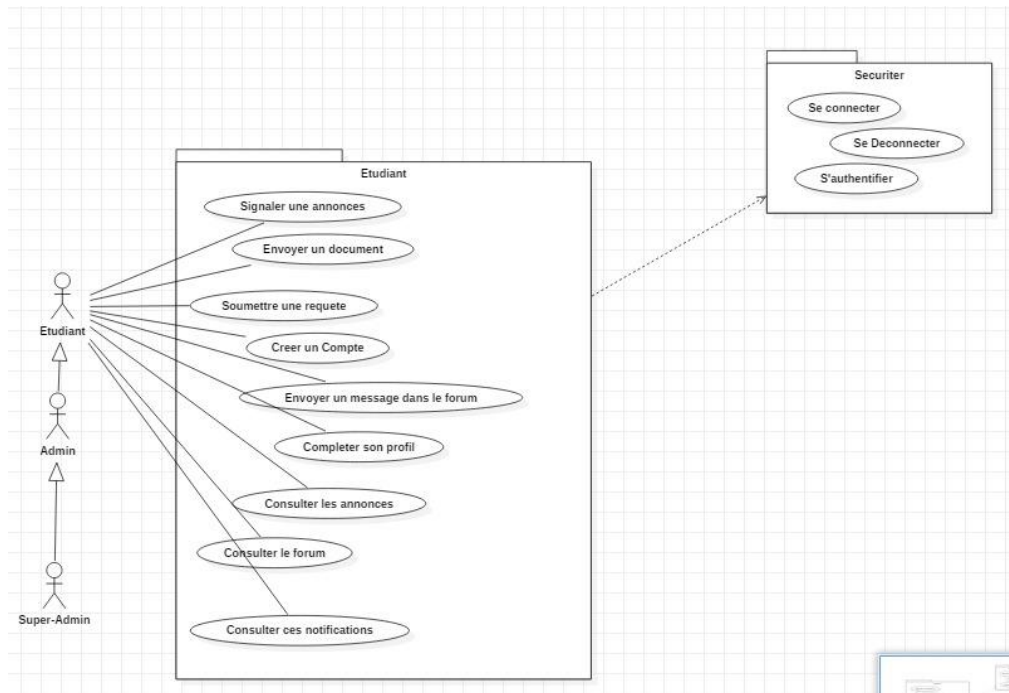 Securiter
Se connecter
Se Deconnecter
S'authentifier
Etudiant
Signaler une annonces
Envoyer un document
Soumettre une requete
Creer un Compte
Envoyer un message dans le forum
Completer son profil
Consulter les annonces
Consulter le forum
Consulter ces notifications
Etudiant
Admin
Super-Admin